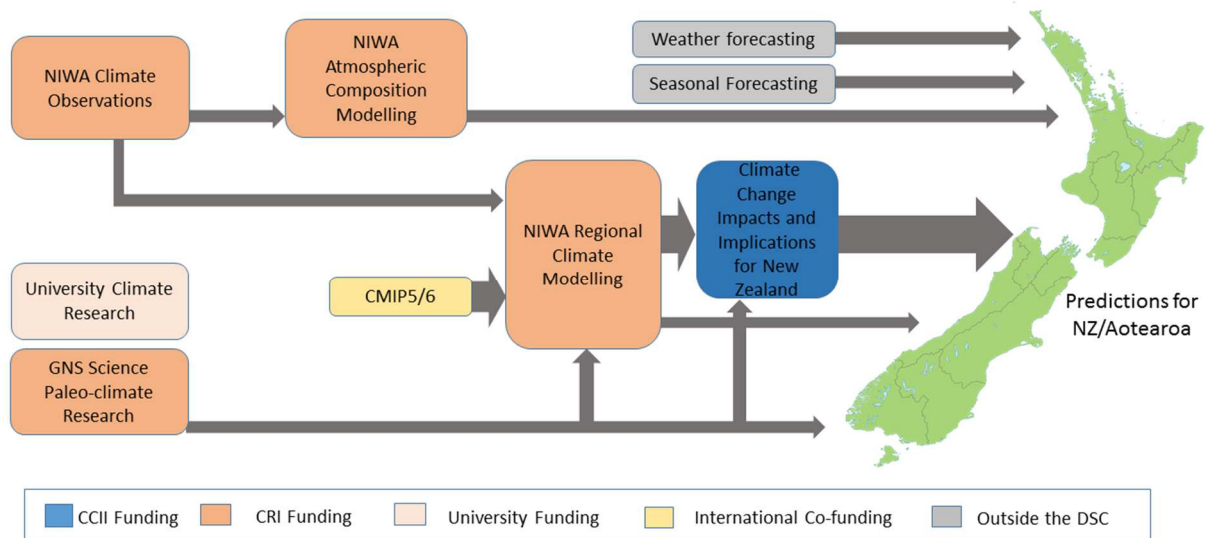 NIWA Climate
Observations
NIWA
Atmospheric
Composition
Modelling
Weather forecasting
Seasonal Forecasting
NIWA Regional
Climate
Modelling
Climate
Change
Impacts and
Implications
for New
Zealand
CMIP5/6
University Climate
Research
GNS Science
Paleo-climate
Research
Predictions for
NZ/Aotearoa
CCII Funding
CRI Funding
University Funding
International Co-funding
Outside the DSC